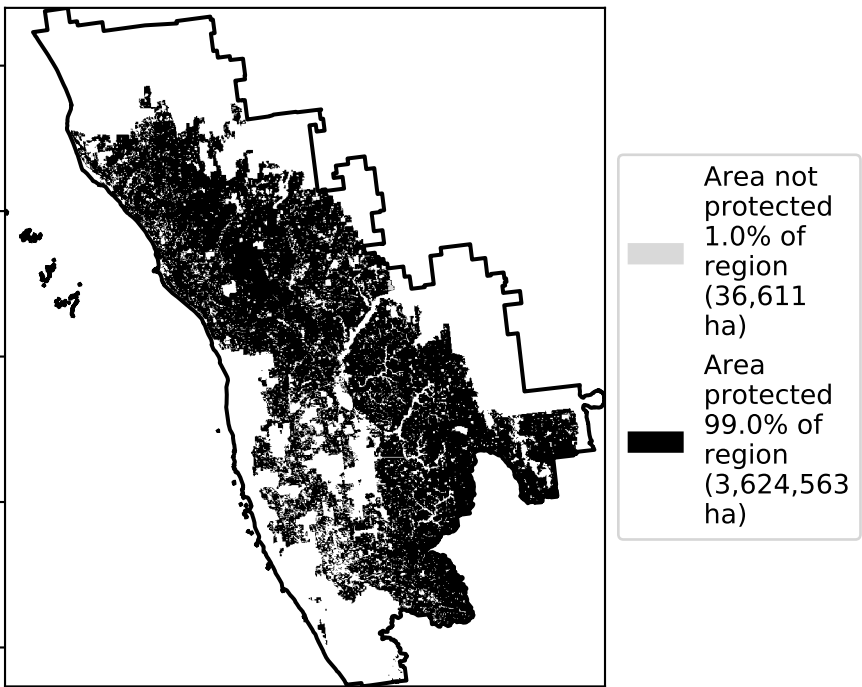 Area not
protected
1.0% of
region
(36,611
ha)
Area
protected
99.0% of
region
(3,624,563
ha)